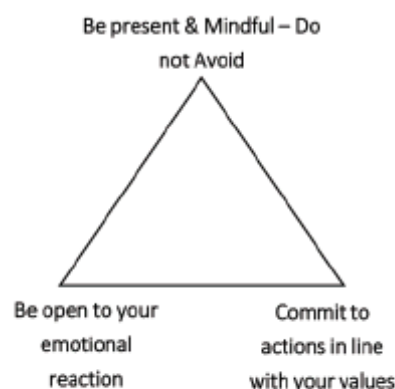 Be present & Mindful – Do
not Avoid
Be open to your
emotional
reaction
Commit to
actions in line
with your values